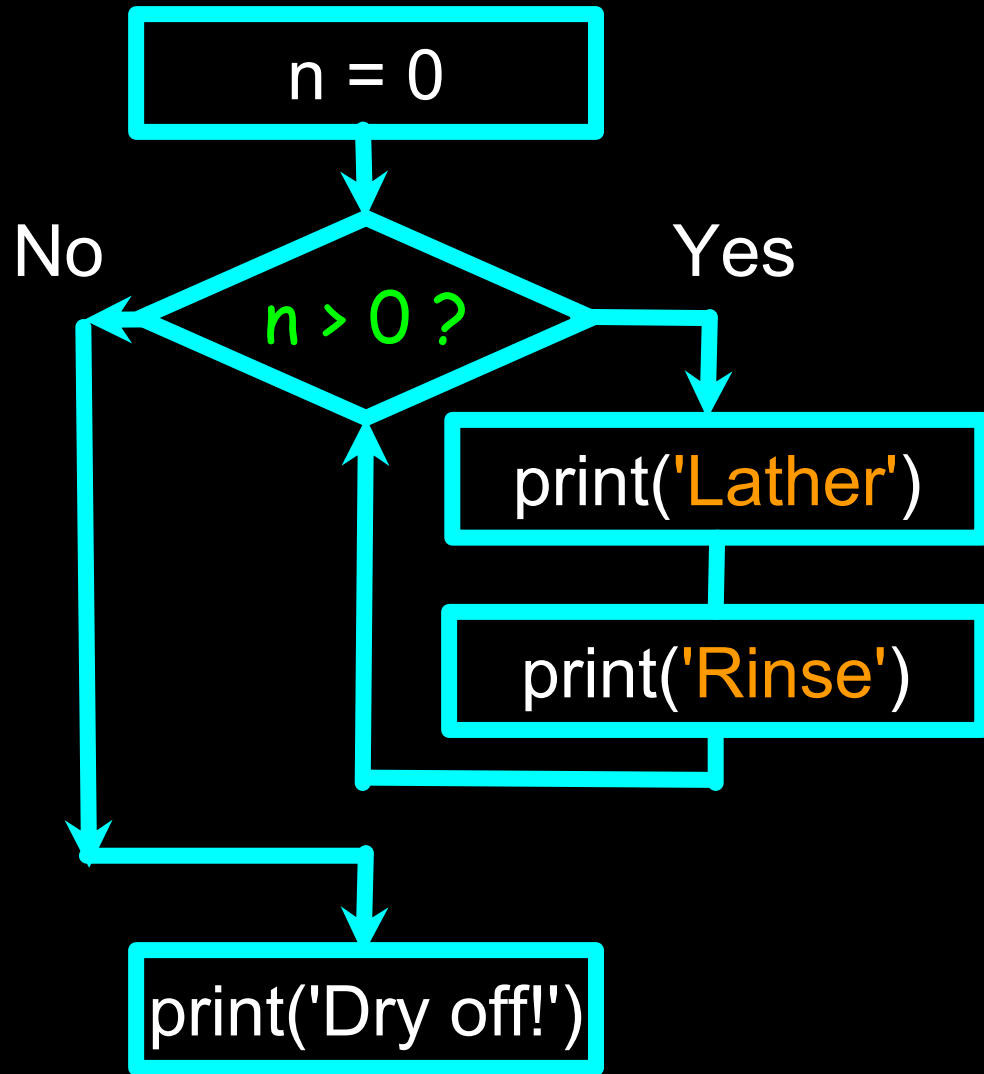 n = 0
No
Yes
n > 0 ?
print('Lather')
print('Rinse')
print('Dry off!')